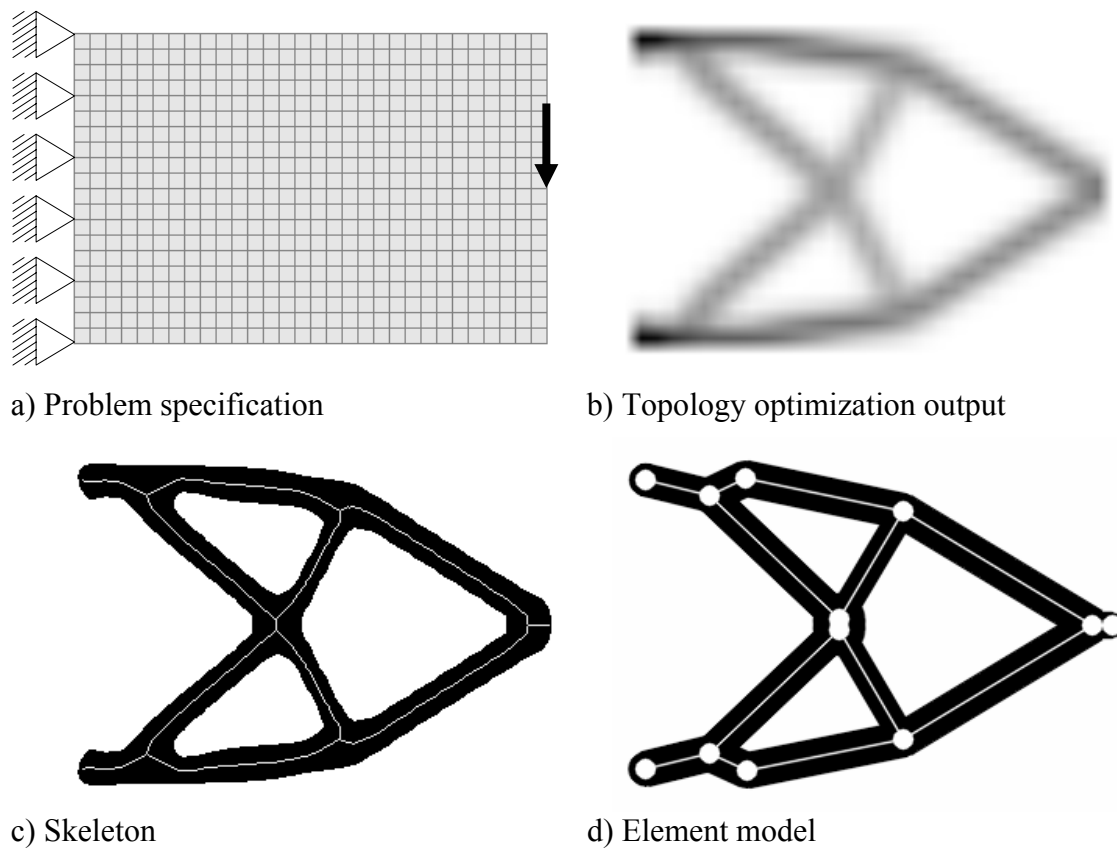 a) Problem specification
b) Topology optimization output
c) Skeleton
d) Element model